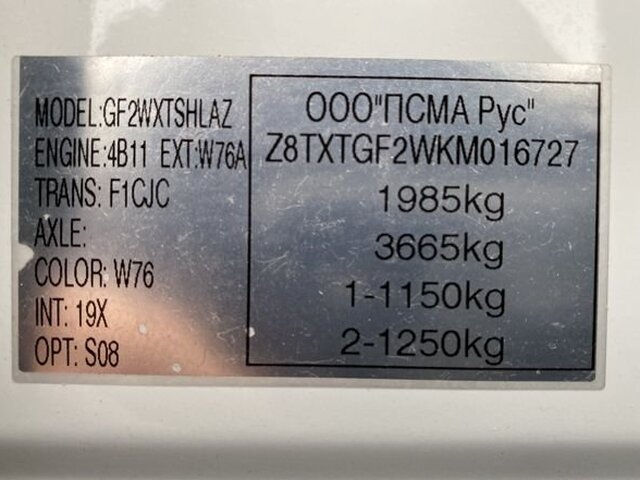 MODEL:GF2WXTSHLAZ
ENGINE:4B11 EXT:W76A
TRANS: F1CJC
AXLE:
COLOR: W76
INT: 19X
OPT: S08
ООО"ПСМА Рус"
Z8TXTGF2WKM016727
1985kg
3665kg
1-1150kg
2-1250kg